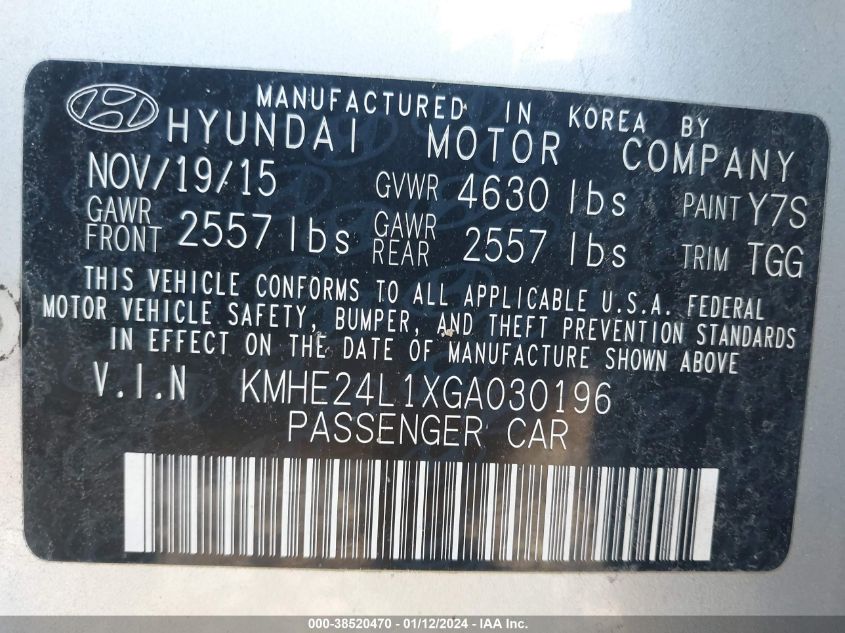 MANUFACTURED IN KOREA BY
HYUNDAI MOTOR COMPANY
NOV/19/15 GVWR 4630 lbs PAINT Y7S
GAWR FRONT 2557 lbs GAWR REAR 2557 lbs TRIM TGG
THIS VEHICLE CONFORMS TO ALL APPLICABLE U.S.A. FEDERAL
MOTOR VEHICLE SAFETY, BUMPER, AND THEFT PREVENTION STANDARDS
IN EFFECT ON THE DATE OF MANUFACTURE SHOWN ABOVE
V.I.N KMHE24L1XGA030196
PASSENGER CAR
000-38520470 - 01/12/2024 - IAA, Inc.